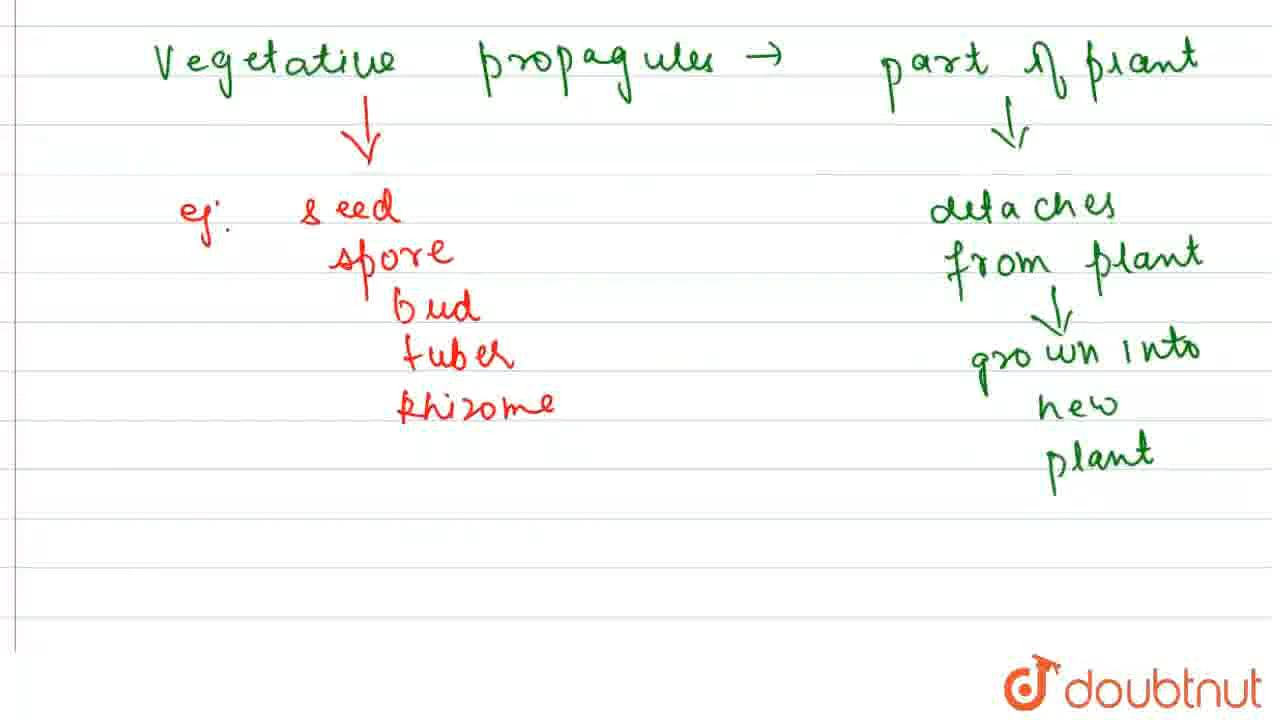 Vegetative propagules → part of plant
↓ ↓
eg: seed
spore
bud
tuber
Rhizome
detaches
from plant
↓
grown into
new
plant
doubtnut